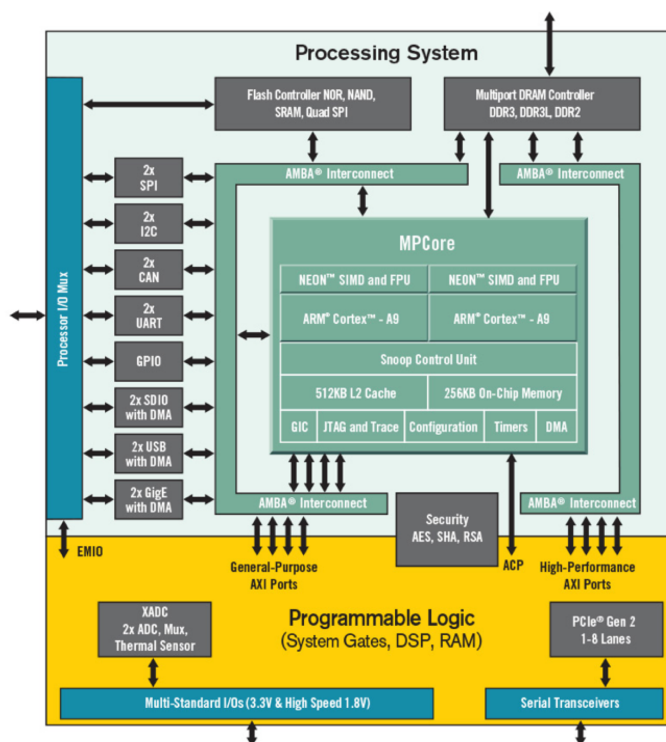 Processing System
Flash Controller NOR, NAND,
SRAM, Quad SPI
Multiport DRAM Controller
DDR3, DDR3L, DDR2
Processor I/O Mux
2x
SPI
2x
I2C
2x
CAN
2x
UART
GPIO
2x SDIO
with DMA
2x USB
with DMA
2x GigE
with DMA
AMBA® Interconnect
AMBA® Interconnect
MPCore
NEON™ SIMD and FPU
NEON™ SIMD and FPU
ARM® Cortex™ - A9
ARM® Cortex™ - A9
Snoop Control Unit
512KB L2 Cache
256KB On-Chip Memory
GIC
JTAG and Trace
Configuration
Timers
DMA
AMBA® Interconnect
AMBA® Interconnect
Security
AES, SHA, RSA
EMIO
General-Purpose
AXI Ports
ACP
High-Performance
AXI Ports
Programmable Logic
(System Gates, DSP, RAM)
XADC
2x ADC, Mux,
Thermal Sensor
PCIe® Gen 2
1-8 Lanes
Multi-Standard I/Os (3.3V & High Speed 1.8V)
Serial Transceivers